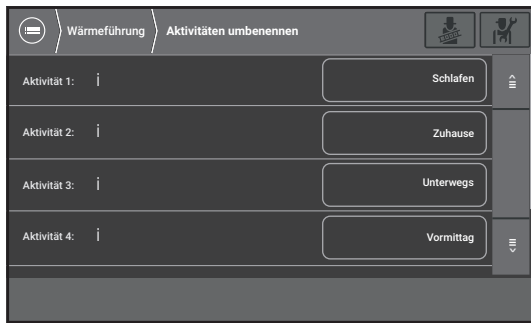 Wärmeführung Aktivitäten umbenennen
Aktivität 1: i Schlafen
Aktivität 2: i Zuhause
Aktivität 3: i Unterwegs
Aktivität 4: i Vormittag